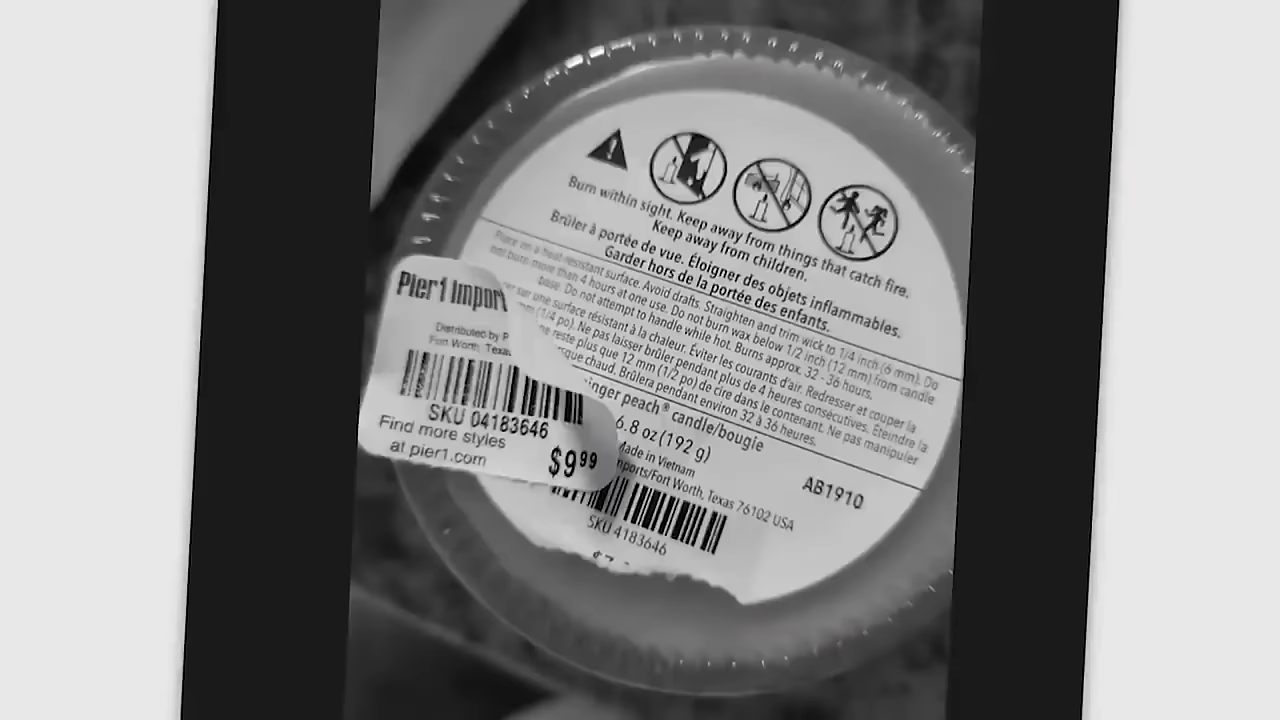 Burn within sight. Keep away from things that catch fire.
Keep away from children.
Brûler à portée de vue. Éloigner des objets inflammables.
Garder hors de la portée des enfants.
Place on a heat-resistant surface. Avoid drafts. Straighten and trim wick to 1/4 inch (6 mm). Do
not burn more than 4 hours at one use. Do not burn wax below 1/2 inch (12 mm) from candle
base. Do not attempt to handle while hot. Burns approx. 32 - 36 hours.
sur une surface résistant à la chaleur. Éviter les courants d'air. Redresser et couper la
(1/4 po). Ne pas laisser brûler pendant plus de 4 heures consécutives. Éteindre la
ne reste plus que 12 mm (1/2 po) de cire dans le contenant. Ne pas manipuler
chaud. Brûlera pendant environ 32 à 36 heures.
inger peach® candle/bougie
6.8 oz (192 g)
Made in Vietnam
mports/Fort Worth, Texas 76102 USA
AB1910
SKU 4183646
$7.
Pier1 Import
Distributed by P
Fort Worth, Texas
SKU 04183646
Find more styles
at pier1.com
$9.99